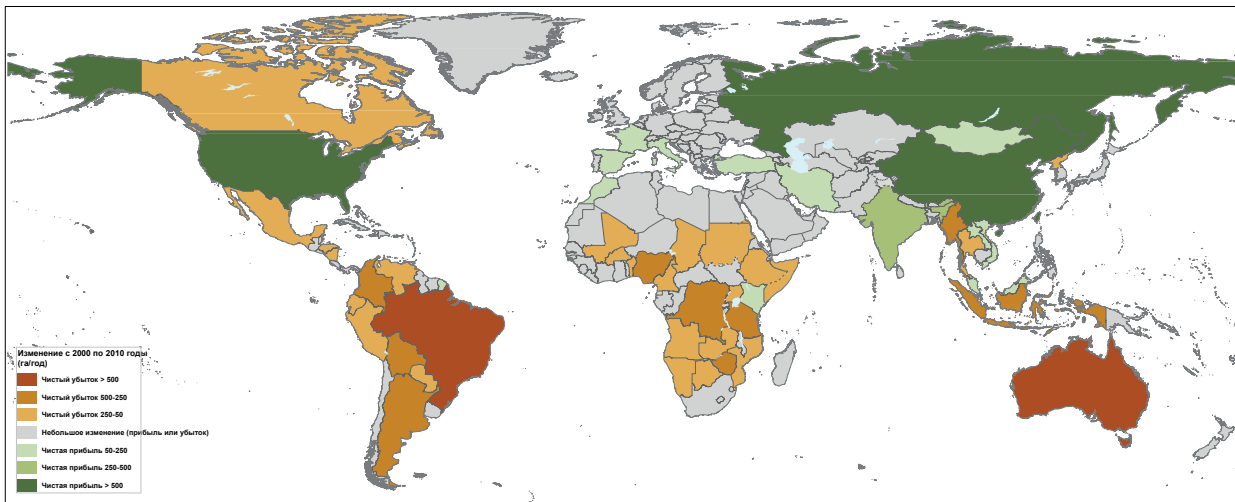 Изменение с 2000 по 2010 годы
(га/год)
Чистый убыток > 500
Чистый убыток 500-250
Чистый убыток 250-50
Небольшое изменение (прибыль или убыток)
Чистая прибыль 50-250
Чистая прибыль 250-500
Чистая прибыль > 500